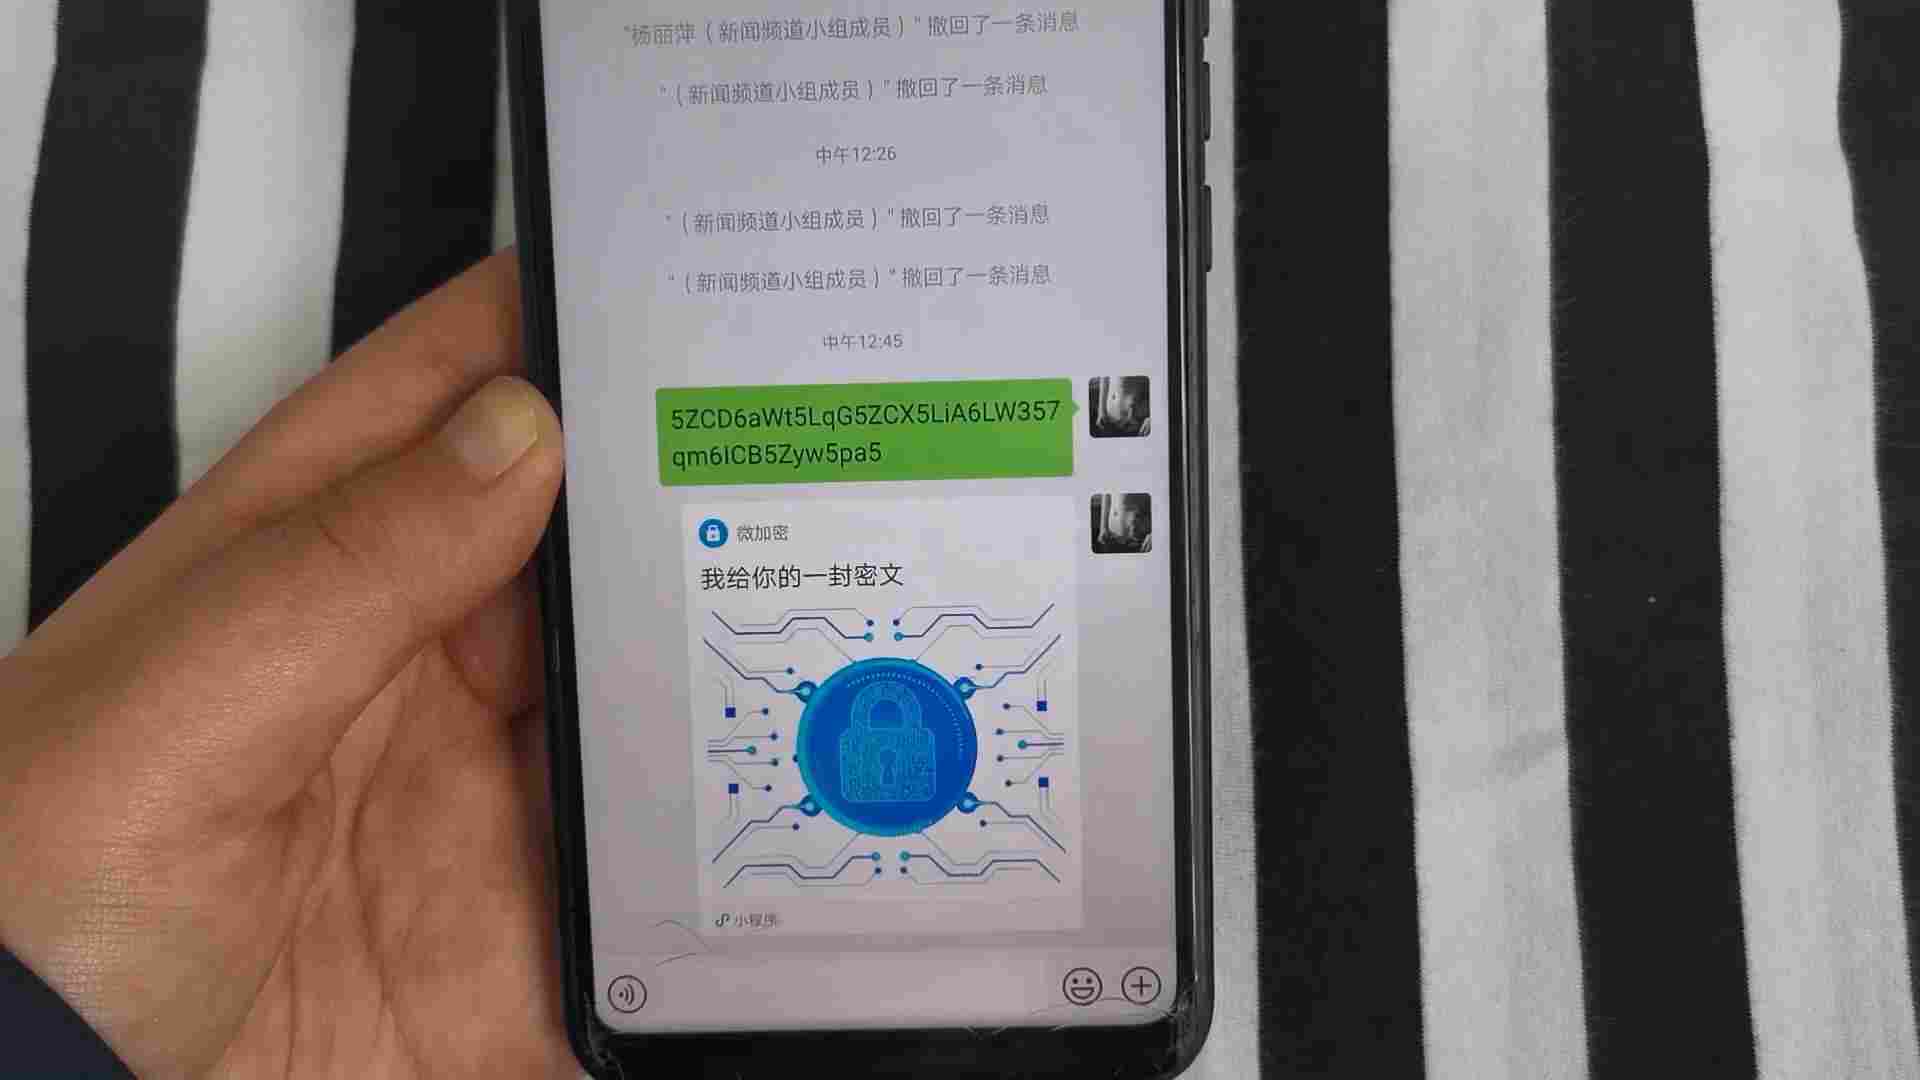 "杨丽萍（新闻频道小组成员）" 撤回了一条消息
"（新闻频道小组成员）" 撤回了一条消息
中午12:26
"（新闻频道小组成员）" 撤回了一条消息
"（新闻频道小组成员）" 撤回了一条消息
中午12:45
5ZCD6aWt5LqG5ZCX5LiA6LW357
qm6ICB5Zyw5pa5
微加密
我给你的一封密文
小程序